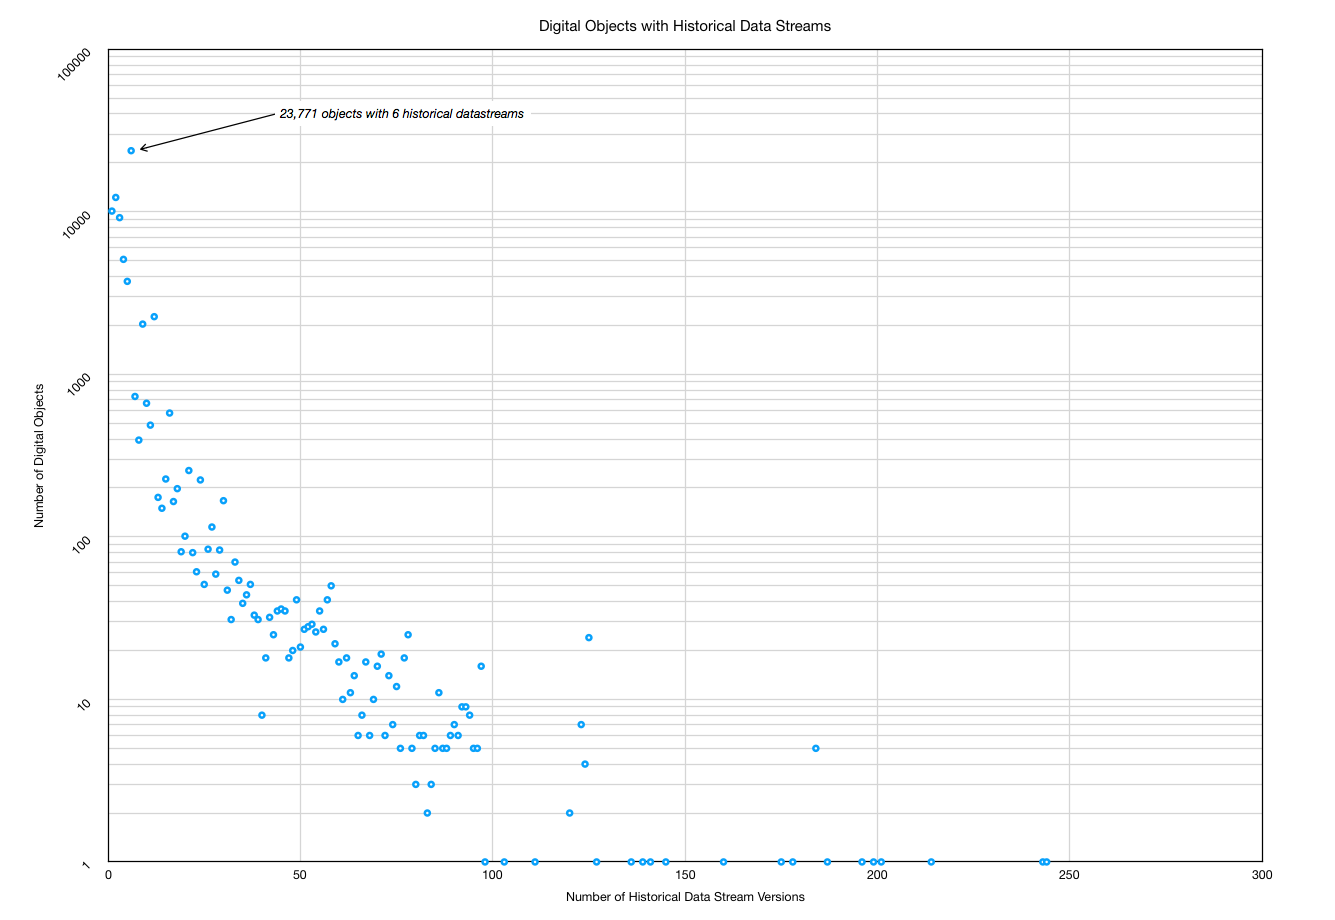 Digital Objects with Historical Data Streams
100000
23,771 objects with 6 historical datastreams
10000
1000
Number of Digital Objects
100
10
1
0 50 100 150 200 250 300
Number of Historical Data Stream Versions